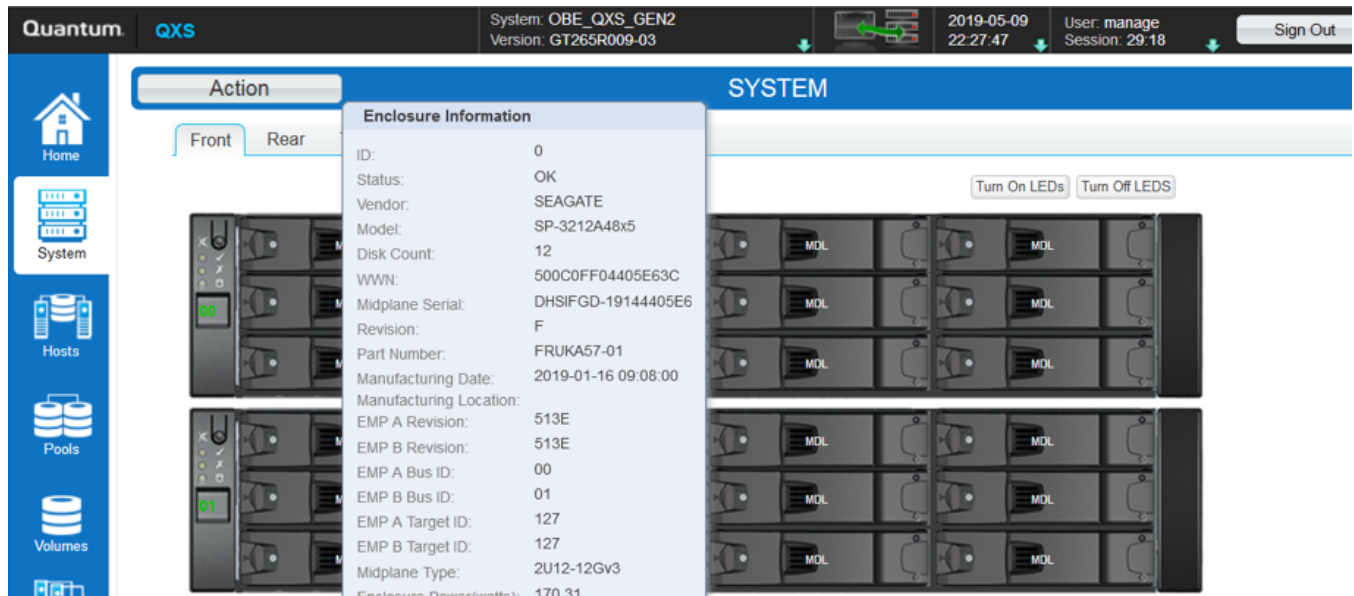 Quantum. QXS System: OBE_QXS_GEN2 2019-05-09 User: manage Sign Out
Version: GT265R009-03 22:27:47 Session: 29:18
Action SYSTEM
Enclosure Information
Front Rear
Home
ID: 0
Status: OK
Turn On LEDs Turn Off LEDS
Vendor: SEAGATE
Model: SP-3212A48x5
MDL MDL
System
Disk Count: 12
WWN: 500C0FF04405E63C
Midplane Serial: DHSIFGD-19144405E6
00 MDL MDL
Revision: F
Hosts
Part Number: FRUKA57-01
MDL MDL
Manufacturing Date: 2019-01-16 09:08:00
Manufacturing Location:
EMP A Revision: 513E
EMP B Revision: 513E
MDL MDL
Pools
EMP A Bus ID: 00
EMP B Bus ID: 01
01 MDL MDL
EMP A Target ID: 127
Volumes
EMP B Target ID: 127
MDL MDL
Midplane Type: 2U12-12Gv3
Enclosure Power(watts): 170.31